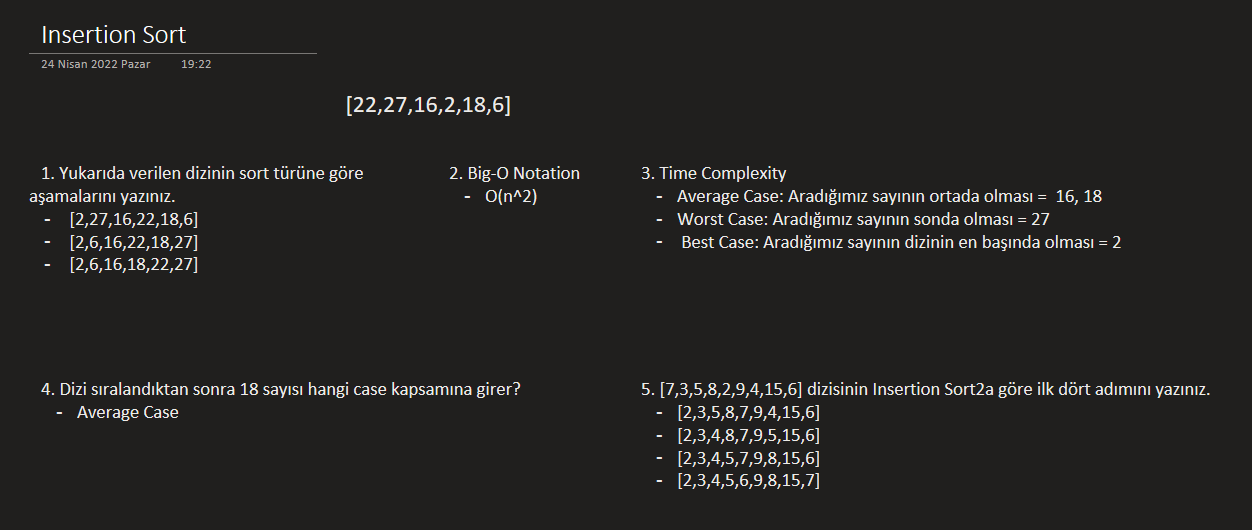 Insertion Sort
24 Nisan 2022 Pazar 19:22
[22,27,16,2,18,6]
1. Yukarıda verilen dizinin sort türüne göre
aşamalarını yazınız.
- [2,27,16,22,18,6]
- [2,6,16,22,18,27]
- [2,6,16,18,22,27]
2. Big-O Notation
- O(n^2)
3. Time Complexity
- Average Case: Aradığımız sayının ortada olması = 16, 18
- Worst Case: Aradığımız sayının sonda olması = 27
- Best Case: Aradığımız sayının dizinin en başında olması = 2
4. Dizi sıralandıktan sonra 18 sayısı hangi case kapsamına girer?
- Average Case
5. [7,3,5,8,2,9,4,15,6] dizisinin Insertion Sort2a göre ilk dört adımını yazınız.
- [2,3,5,8,7,9,4,15,6]
- [2,3,4,8,7,9,5,15,6]
- [2,3,4,5,7,9,8,15,6]
- [2,3,4,5,6,9,8,15,7]